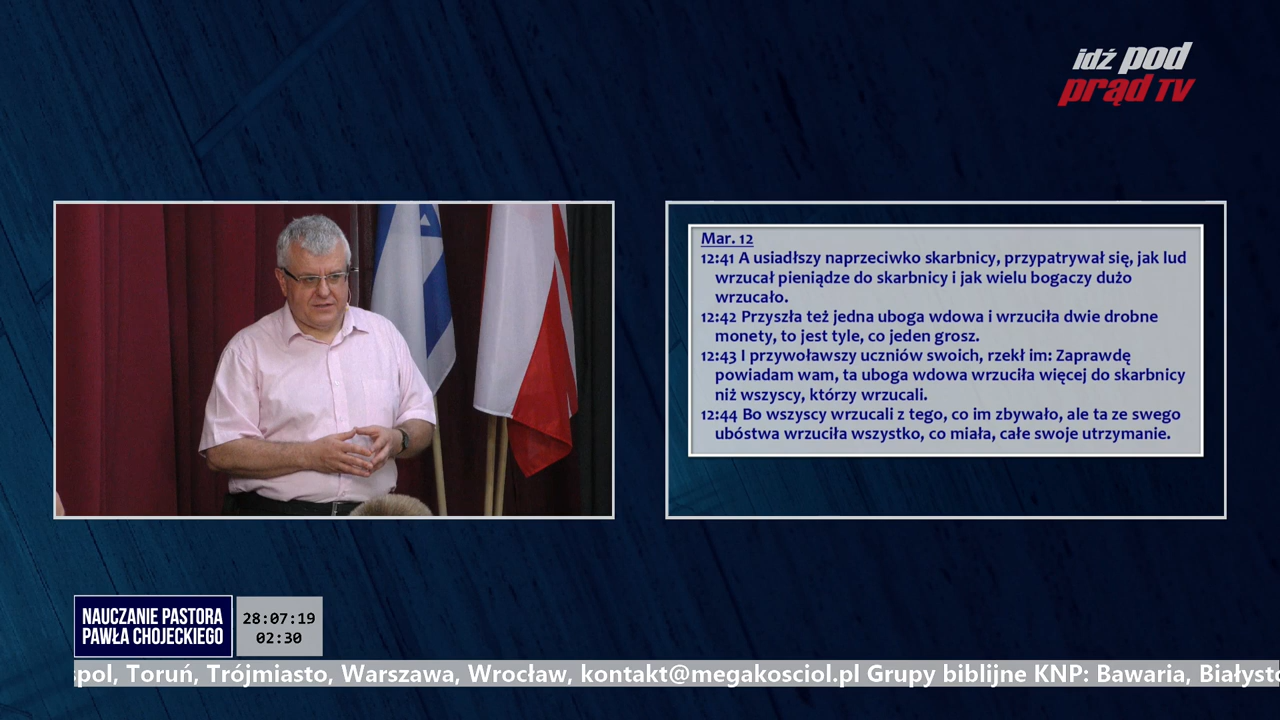 idź pod
prąd TV
Mar. 12
12:41 A usiadłszy naprzeciwko skarbnicy, przypatrywał się, jak lud
wrzucał pieniądze do skarbnicy i jak wielu bogaczy dużo
wrzucało.
12:42 Przyszła też jedna uboga wdowa i wrzuciła dwie drobne
monety, to jest tyle, co jeden grosz.
12:43 I przywoławszy uczniów swoich, rzekł im: Zaprawdę
powiadam wam, ta uboga wdowa wrzuciła więcej do skarbnicy
niż wszyscy, którzy wrzucali.
12:44 Bo wszyscy wrzucali z tego, co im zbywało, ale ta ze swego
ubóstwa wrzuciła wszystko, co miała, całe swoje utrzymanie.
NAUCZANIE PASTORA
PAWŁA CHOJECKIEGO
28:07:19
02:30
spol, Toruń, Trójmiasto, Warszawa, Wrocław, kontakt@megakosciol.pl Grupy biblijne KNP: Bawaria, Białysto